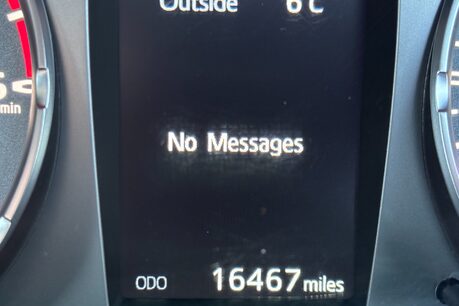 Outside 6°C
No Messages
ODO 16467 miles
/min